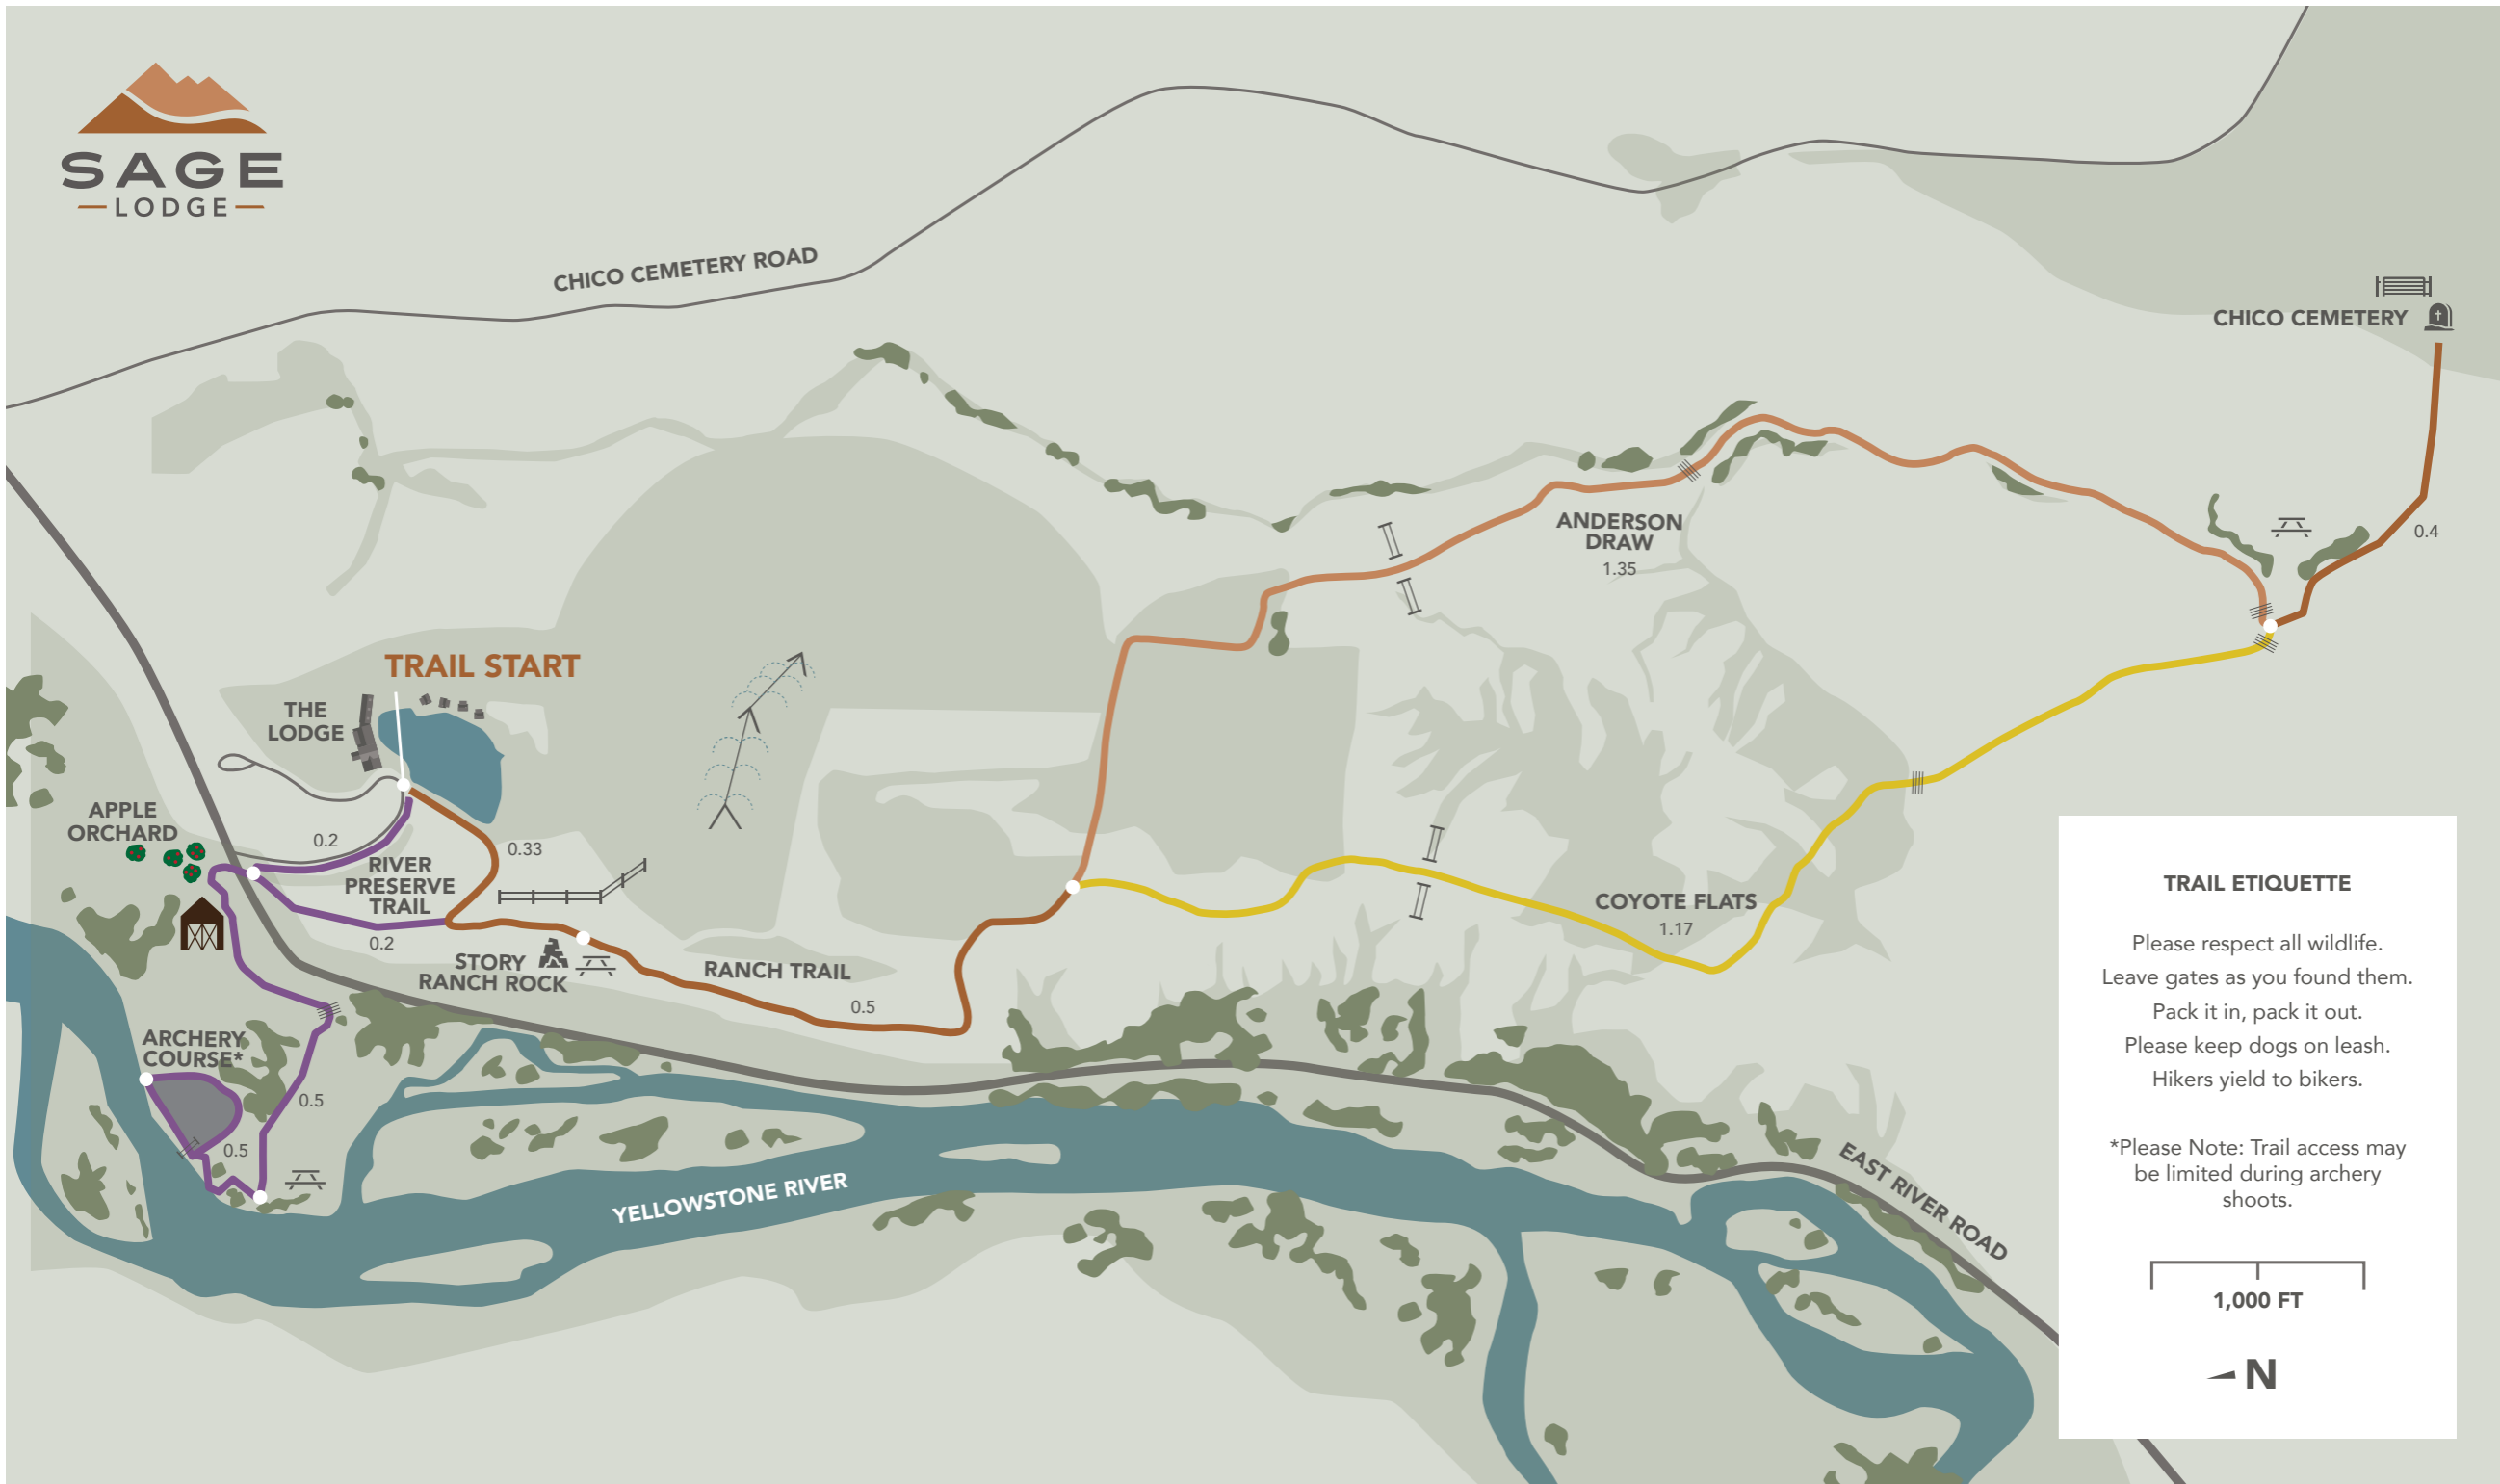 SAGE
LODGE
CHICO CEMETERY ROAD
CHICO CEMETERY
0.4
ANDERSON
DRAW
1.35
TRAIL START
THE
LODGE
APPLE
ORCHARD
0.2
0.33
RIVER
PRESERVE
TRAIL
0.2
STORY
RANCH ROCK
RANCH TRAIL
0.5
COYOTE FLATS
1.17
ARCHERY
COURSE*
0.5
0.5
YELLOWSTONE RIVER
EAST RIVER ROAD
TRAIL ETIQUETTE
Please respect all wildlife.
Leave gates as you found them.
Pack it in, pack it out.
Please keep dogs on leash.
Hikers yield to bikers.
*Please Note: Trail access may
be limited during archery
shoots.
1,000 FT
N